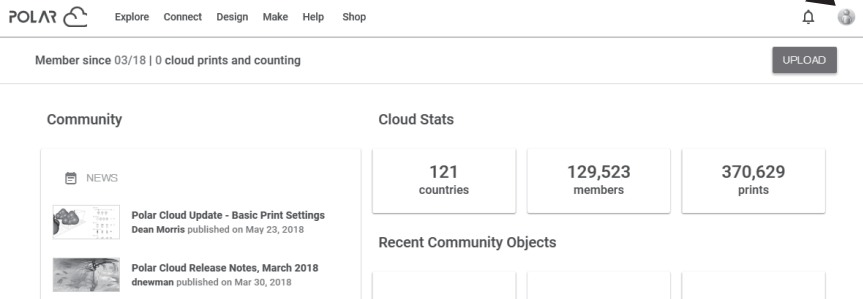 POLAR
Explore Connect Design Make Help Shop
Member since 03/18 | 0 cloud prints and counting
UPLOAD
Community
NEWS
Polar Cloud Update - Basic Print Settings
Dean Morris published on May 23, 2018
Polar Cloud Release Notes, March 2018
dnewman published on Mar 30, 2018
Cloud Stats
121
countries
129,523
members
370,629
prints
Recent Community Objects